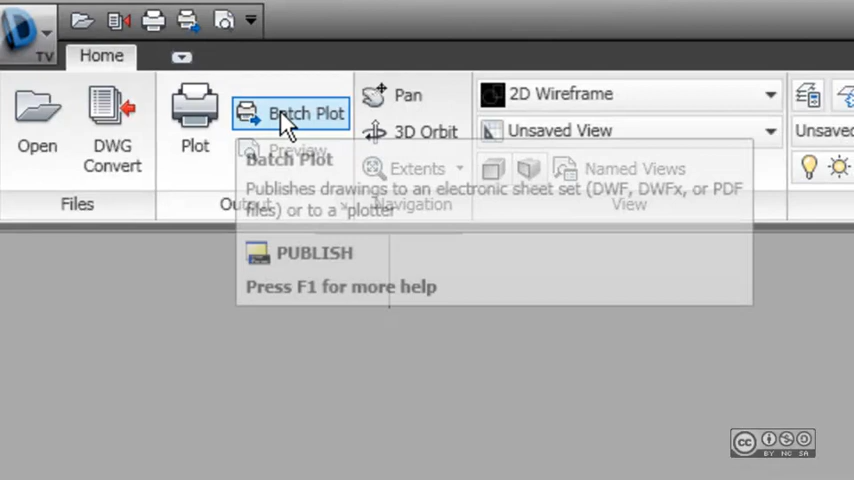 TV
Home
Open
DWG
Convert
Plot
Batch Plot
Preview
Pan
3D Orbit
Extents
2D Wireframe
Unsaved View
Named Views
Unsaved
Files
Output
Navigation
View
Batch Plot
Publishes drawings to an electronic sheet set (DWF, DWFx, or PDF
files) or to a plotter
PUBLISH
Press F1 for more help
cc
BY NC SA